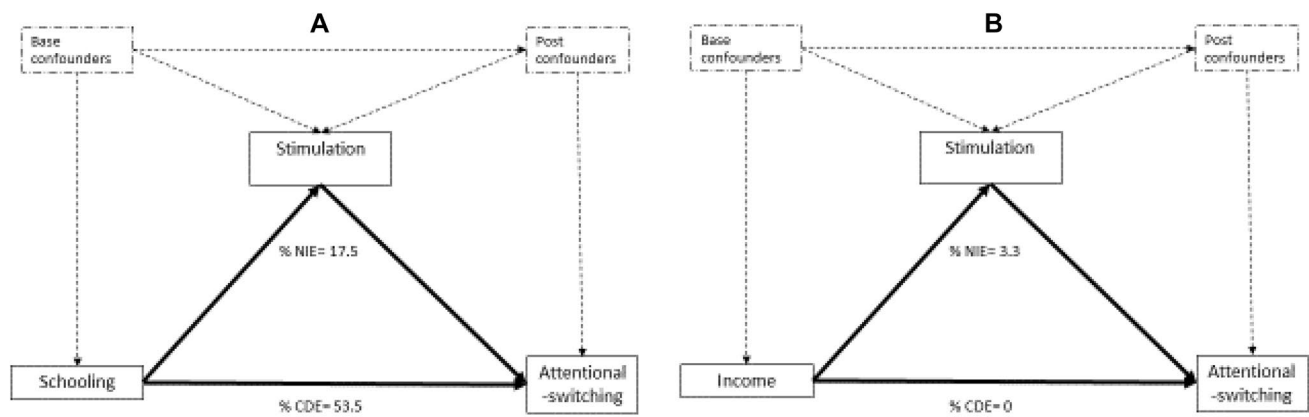 A
Base
confounders
Post
confounders
Stimulation
% NIE= 17.5
Schooling
Attentional
-switching
% CDE= 53.5
B
Base
confounders
Post
confounders
Stimulation
% NIE= 3.3
Income
Attentional
-switching
% CDE= 0